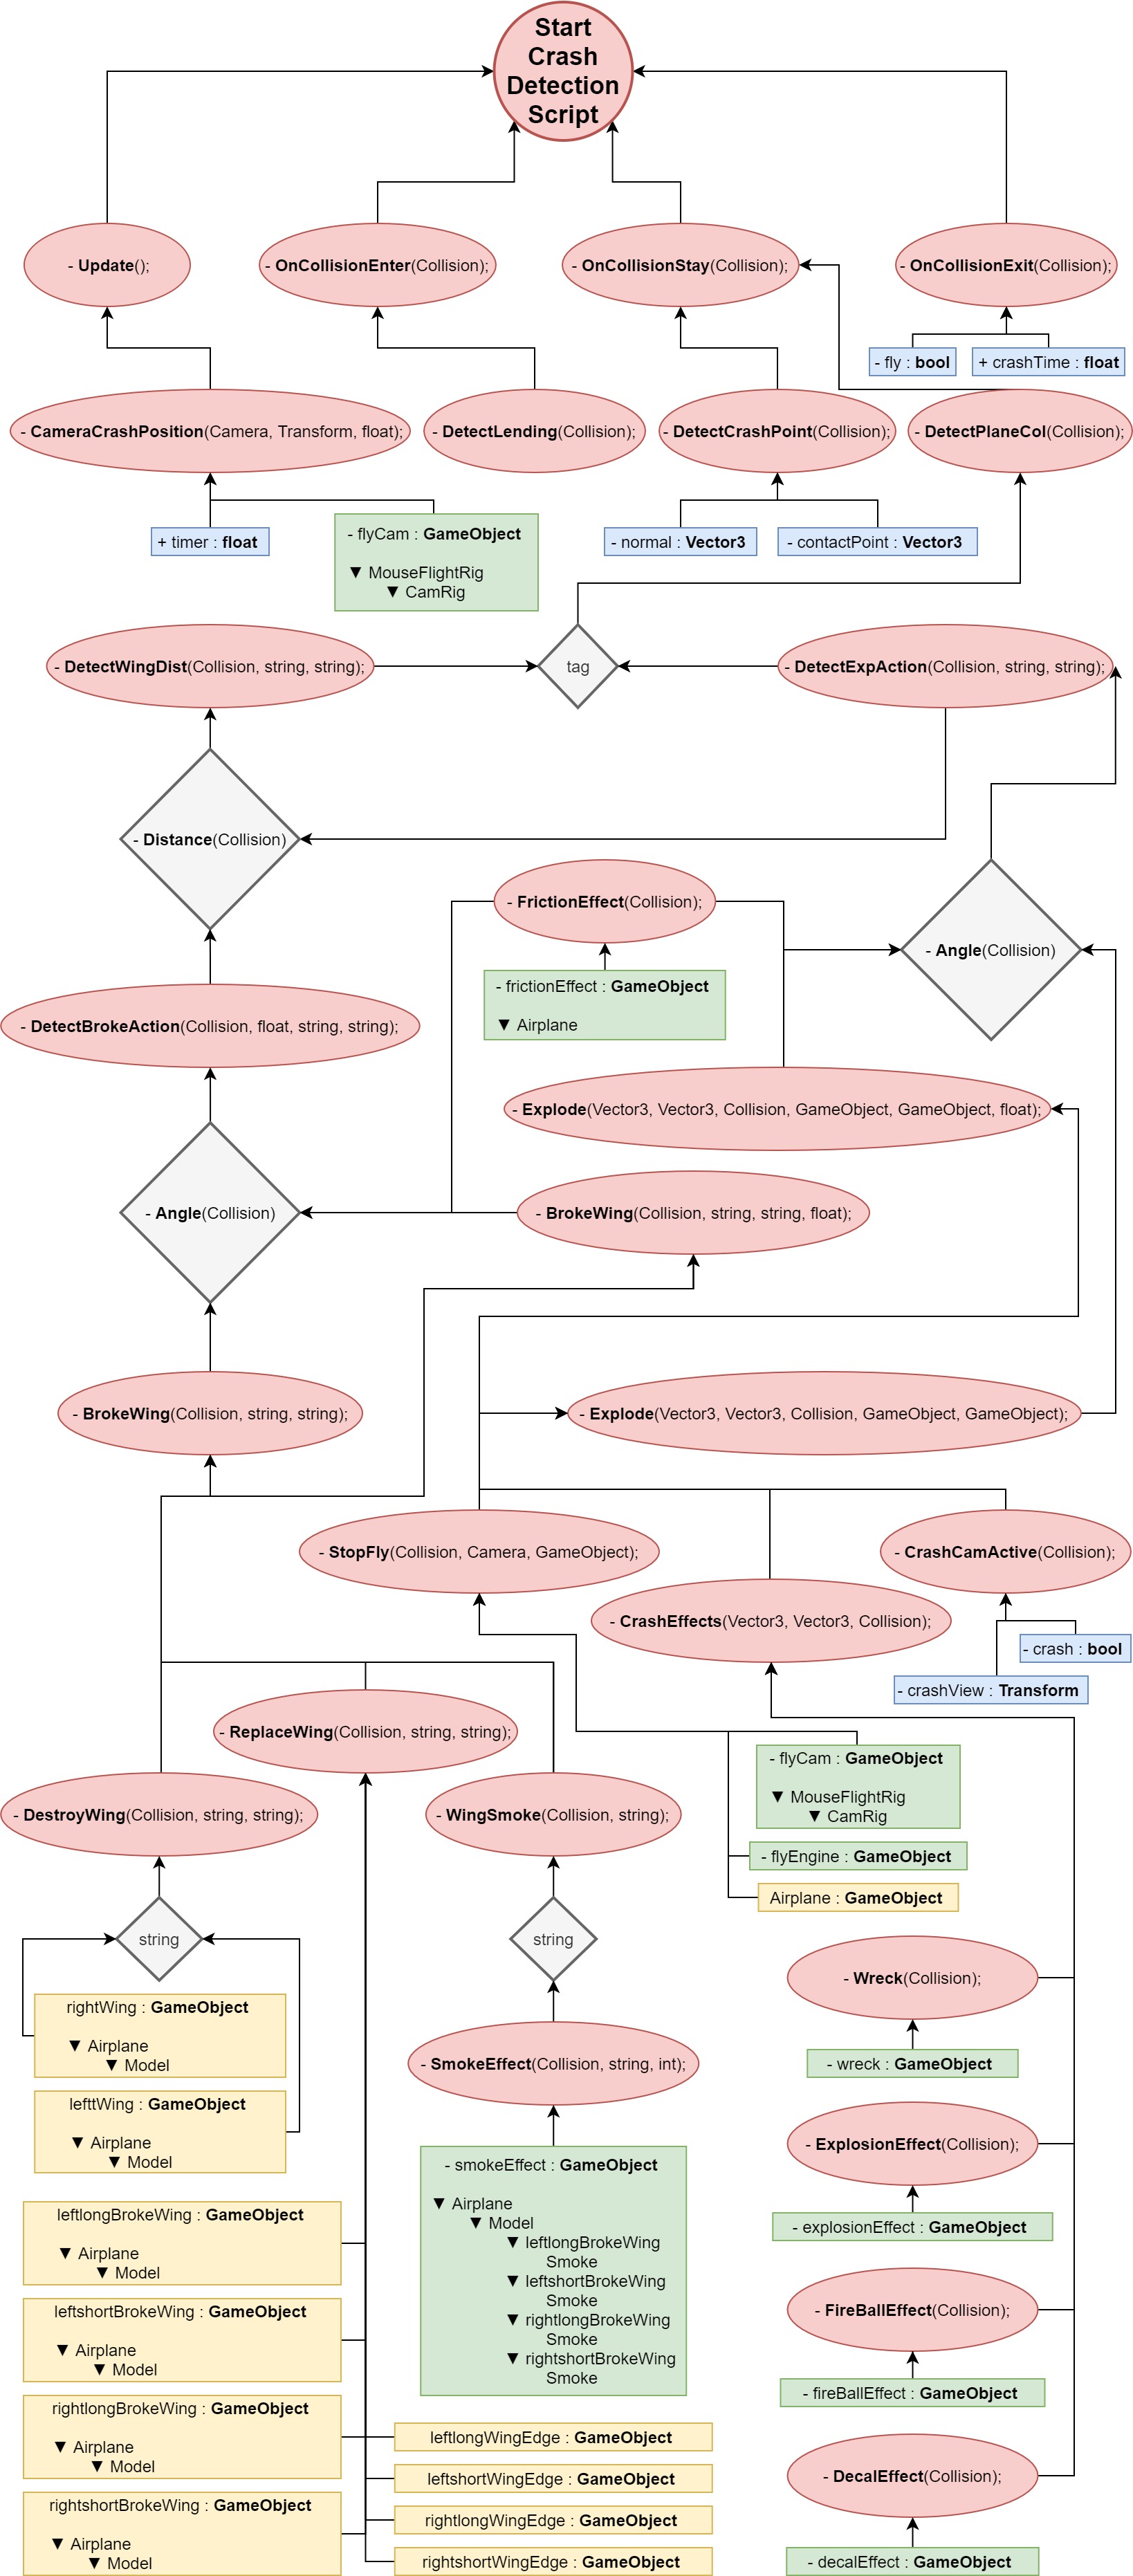 Start
Crash
Detection
Script
- Update();
- OnCollisionEnter(Collision);
- OnCollisionStay(Collision);
- OnCollisionExit(Collision);
- fly : bool
+ crashTime : float
- CameraCrashPosition(Camera, Transform, float);
- DetectLending(Collision);
- DetectCrashPoint(Collision);
- DetectPlaneCol(Collision);
+ timer : float
- flyCam : GameObject
▼ MouseFlightRig
▼ CamRig
- normal : Vector3
- contactPoint : Vector3
- DetectWingDist(Collision, string, string);
tag
- DetectExpAction(Collision, string, string);
- Distance(Collision)
- FrictionEffect(Collision);
- Angle(Collision)
- frictionEffect : GameObject
▼ Airplane
- DetectBrokeAction(Collision, float, string, string);
- Explode(Vector3, Vector3, Collision, GameObject, GameObject, float);
- Angle(Collision)
- BrokeWing(Collision, string, string, float);
- BrokeWing(Collision, string, string);
- Explode(Vector3, Vector3, Collision, GameObject, GameObject);
- StopFly(Collision, Camera, GameObject);
- CrashCamActive(Collision);
- CrashEffects(Vector3, Vector3, Collision);
- crash : bool
- crashView : Transform
- ReplaceWing(Collision, string, string);
- flyCam : GameObject
▼ MouseFlightRig
▼ CamRig
- DestroyWing(Collision, string, string);
- WingSmoke(Collision, string);
- flyEngine : GameObject
Airplane : GameObject
string
string
- Wreck(Collision);
rightWing : GameObject
▼ Airplane
▼ Model
- SmokeEffect(Collision, string, int);
- wreck : GameObject
lefttWing : GameObject
▼ Airplane
▼ Model
- ExplosionEffect(Collision);
- smokeEffect : GameObject
▼ Airplane
▼ Model
▼ leftlongBrokeWing
Smoke
▼ leftshortBrokeWing
Smoke
▼ rightlongBrokeWing
Smoke
▼ rightshortBrokeWing
Smoke
leftlongBrokeWing : GameObject
▼ Airplane
▼ Model
- explosionEffect : GameObject
leftshortBrokeWing : GameObject
▼ Airplane
▼ Model
- FireBallEffect(Collision);
- fireBallEffect : GameObject
rightlongBrokeWing : GameObject
▼ Airplane
▼ Model
leftlongWingEdge : GameObject
leftshortWingEdge : GameObject
- DecalEffect(Collision);
rightshortBrokeWing : GameObject
▼ Airplane
▼ Model
rightlongWingEdge : GameObject
rightshortWingEdge : GameObject
- decalEffect : GameObject